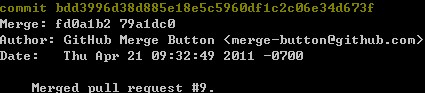 commit bdd3996d38d885e18e5c5960df1c2c06e34d673f
Merge: fd0a1b2 79a1dc0
Author: GitHub Merge Button <merge-button@github.com>
Date:   Thu Apr 21 09:32:49 2011 -0700
Merged pull request #9.